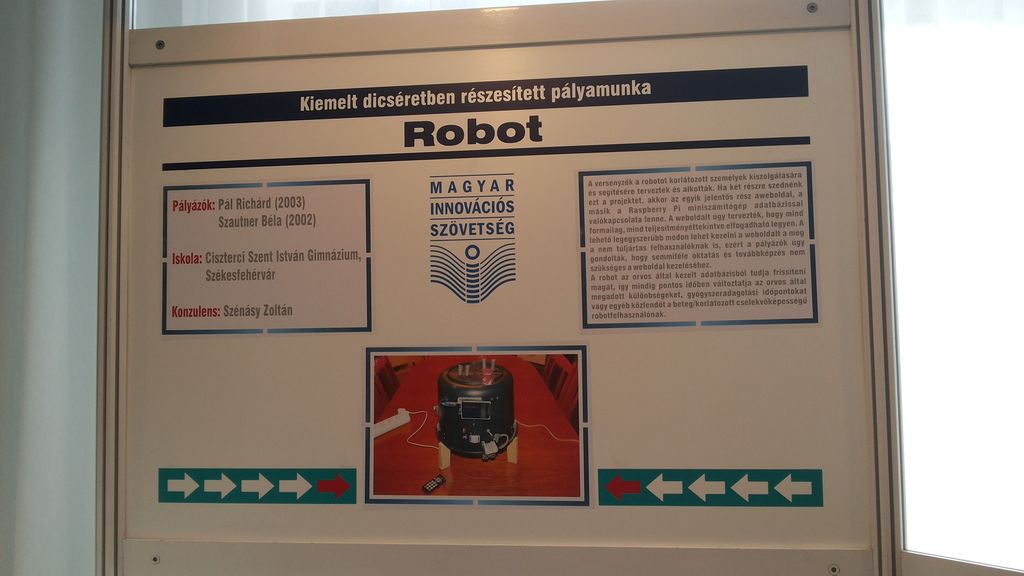 Kiemelt dicséretben részesített pályamunka
Robot
Pályázók: Pál Richárd (2003)
Szautner Béla (2002)
Iskola: Ciszterci Szent István Gimnázium,
Székesfehérvár
Konzulens: Szénásy Zoltán
MAGYAR
INNOVÁCIÓS
SZÖVETSÉG
A versenyzők a robotot korlátozott személyek kiszolgálására
és segítésére tervezték és alkották. Ha két részre szednénk
ezt a projektet, akkor az egyik jelentős rész aweboldal, a
másik a Raspberry Pi miniszámítógép adatbázissal
valókapcsolata lenne. A weboldalt úgy tervezték, hogy mind
formailag, mind teljesítményéttekintve elfogadható legyen. A
lehető legegyszerűbb módon lehet kezelni a weboldalt a még
a nem túljártas felhasználóknak is, ezért a pályázók úgy
gondolták, hogy semmiféle oktatás és továbbképzés nem
szükséges a weboldal kezeléséhez.
A robot az orvos által kezelt adatbázisból tudja frissíteni
magát, így mindig pontos időben változtatja az orvos által
megadott különbségeket, gyógyszeradagolási időpontokat
vagy egyéb közlendőt a beteg/korlátozott cselekvőképességű
robotfelhasználónak.